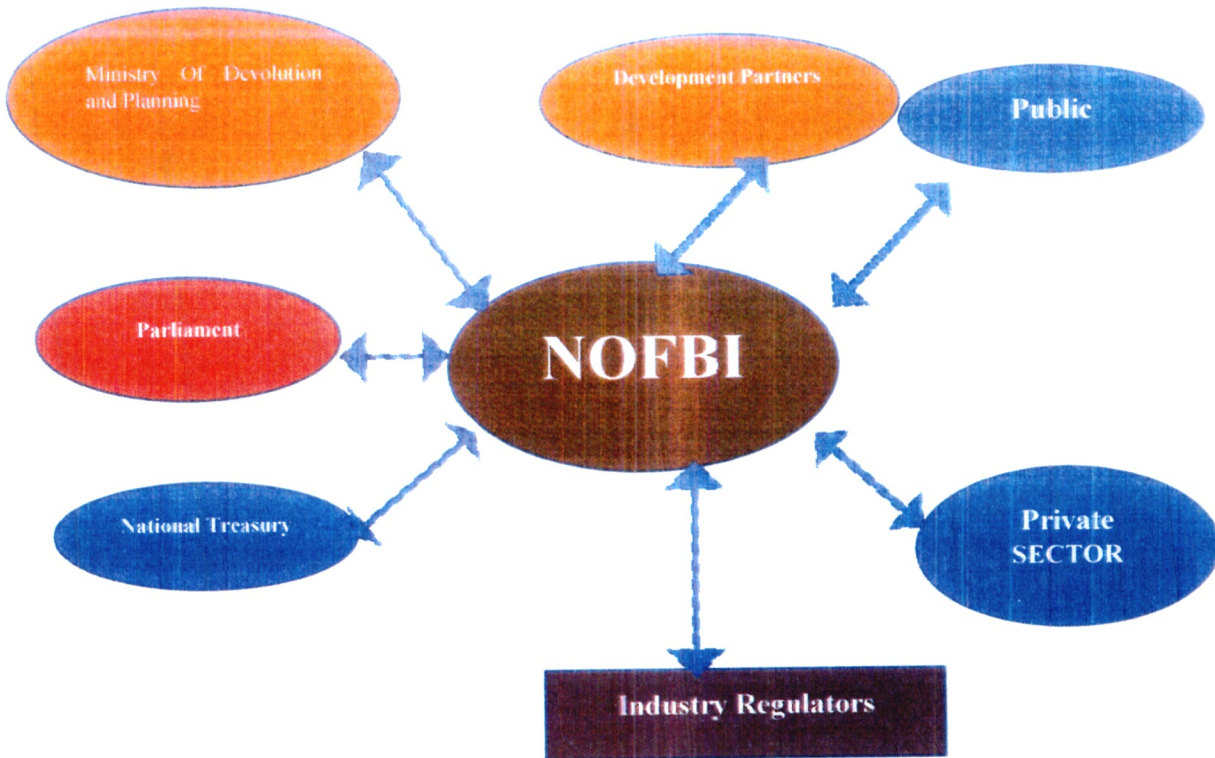 Ministry Of Devolution
and Planning
Development Partners
Public
Parliament
NOFBI
National Treasury
Private
SECTOR
Industry Regulators